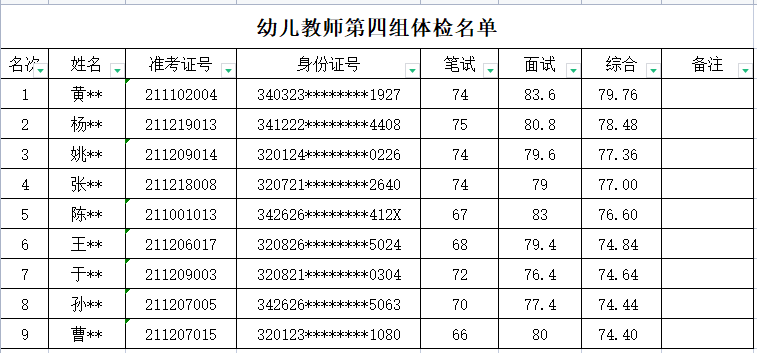 幼儿教师第四组体检名单
名次 姓名 准考证号 身份证号 笔试 面试 综合 备注
1 黄** 211102004 340323********1927 74 83.6 79.76
2 杨** 211219013 341222********4408 75 80.8 78.48
3 姚** 211209014 320124********0226 74 79.6 77.36
4 张** 211218008 320721********2640 74 79 77.00
5 陈** 211001013 342626********412X 67 83 76.60
6 王** 211206017 320826********5024 68 79.4 74.84
7 于** 211209003 320821********0304 72 76.4 74.64
8 孙** 211207005 342626********5063 70 77.4 74.44
9 曹** 211207015 320123********1080 66 80 74.40